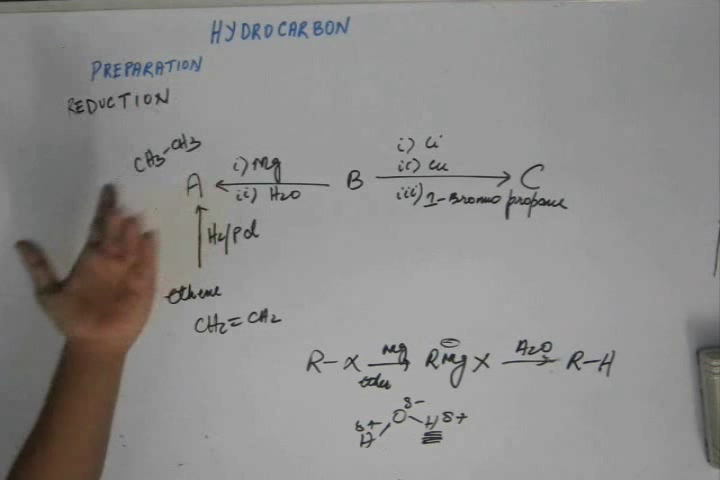 HYDROCARBON
PREPARATION
REDUCTION
CH3-CH3
A i) Mg ii) H2O B i) Li ii) Cu iii) 1-Bromo propane C
H2/Pd
ethene
CH2=CH2
R-X Mg ether RMgX H2O R-H
⊖
δ+ H O δ- H δ+